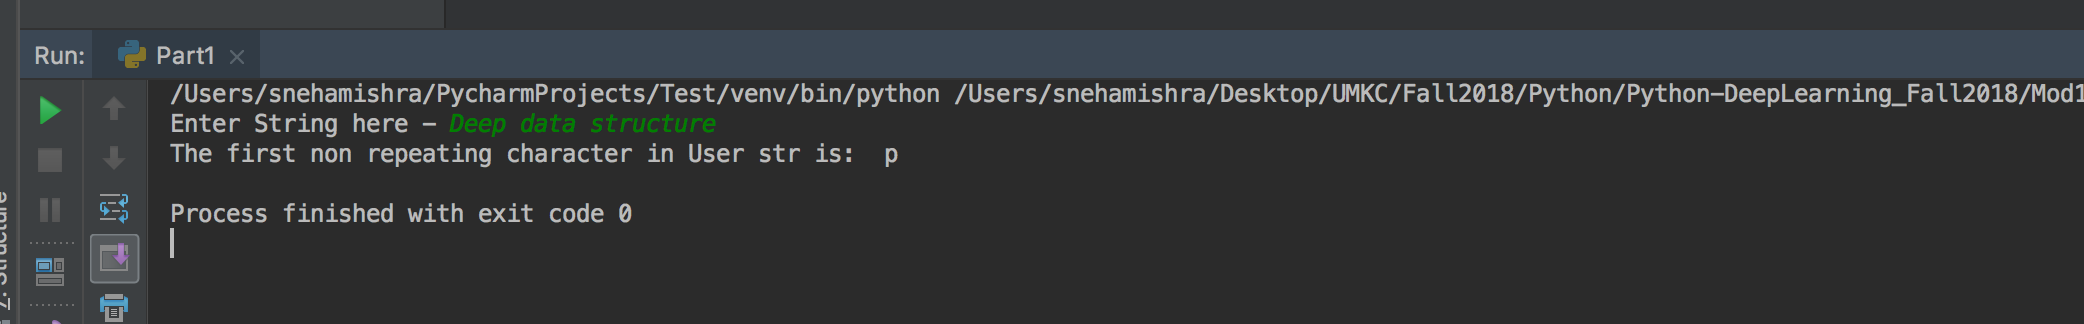 Run: Part1
/Users/snehamishra/PycharmProjects/Test/venv/bin/python /Users/snehamishra/Desktop/UMKC/Fall2018/Python/Python-DeepLearning_Fall2018/Mod1
Enter String here - Deep data structure
The first non repeating character in User str is:  p
Process finished with exit code 0
7: Structure